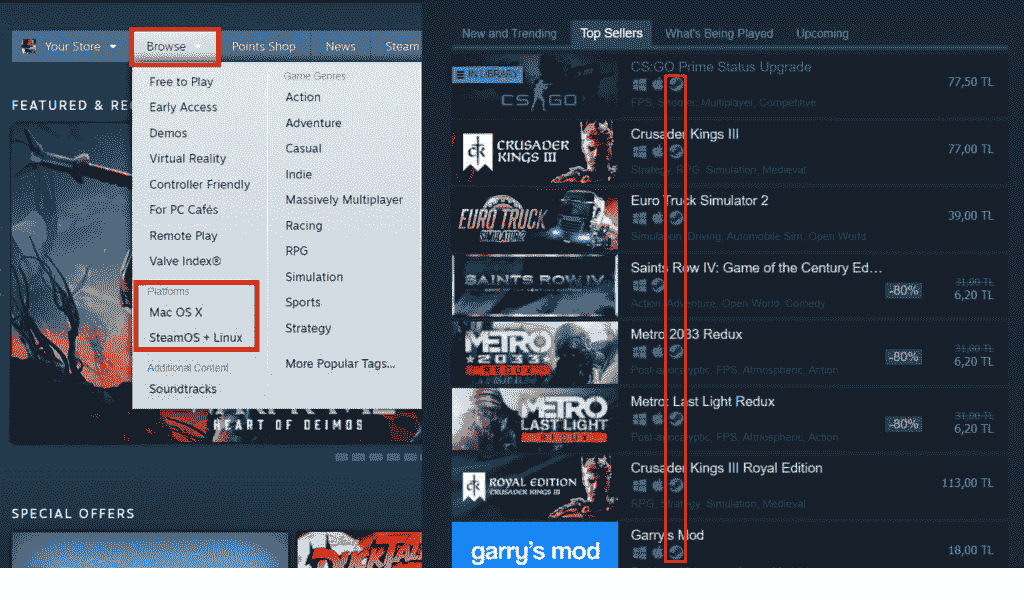 Your Store
Browse
Points Shop
News
Steam
Free to Play
Early Access
Demos
Virtual Reality
Controller Friendly
For PC Cafés
Remote Play
Valve Index®
Platforms
Mac OS X
SteamOS + Linux
Additional Content
Soundtracks
Game Genres
Action
Adventure
Casual
Indie
Massively Multiplayer
Racing
RPG
Simulation
Sports
Strategy
More Popular Tags...
FEATURED &
HEART OF DEIMOS
SPECIAL OFFERS
New and Trending
Top Sellers
What's Being Played
Upcoming
IN LIBRARY
CS:GO
CS:GO Prime Status Upgrade
FPS, Shooter, Multiplayer, Competitive
77,50 TL
CRUSADER
KINGS III
Crusader Kings III
Strategy, RPG, Simulation, Medieval
77,00 TL
EURO TRUCK
SIMULATOR 2
Euro Truck Simulator 2
Simulation, Driving, Automobile Sim, Open World
39,00 TL
SAINTS ROW IV
Saints Row IV: Game of the Century Ed...
Action, Adventure, Open World, Comedy
-80%
31,00 TL
6,20 TL
METRO
2033
REDUX
Metro 2033 Redux
Post-apocalyptic, FPS, Atmospheric, Action
-80%
31,00 TL
6,20 TL
METRO
LAST LIGHT
REDUX
Metro: Last Light Redux
Post-apocalyptic, FPS, Atmospheric, Action
-80%
31,00 TL
6,20 TL
ROYAL EDITION
CRUSADER KINGS III
Crusader Kings III Royal Edition
RPG, Strategy, Simulation, Medieval
113,00 TL
garry's mod
Garry's Mod
18,00 TL